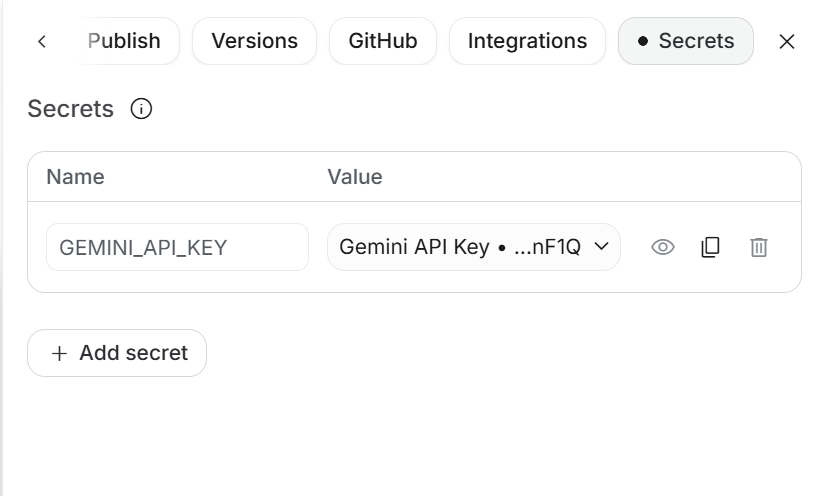 Publish Versions GitHub Integrations • Secrets
Secrets
Name Value
GEMINI_API_KEY Gemini API Key • ...nF1Q
+ Add secret